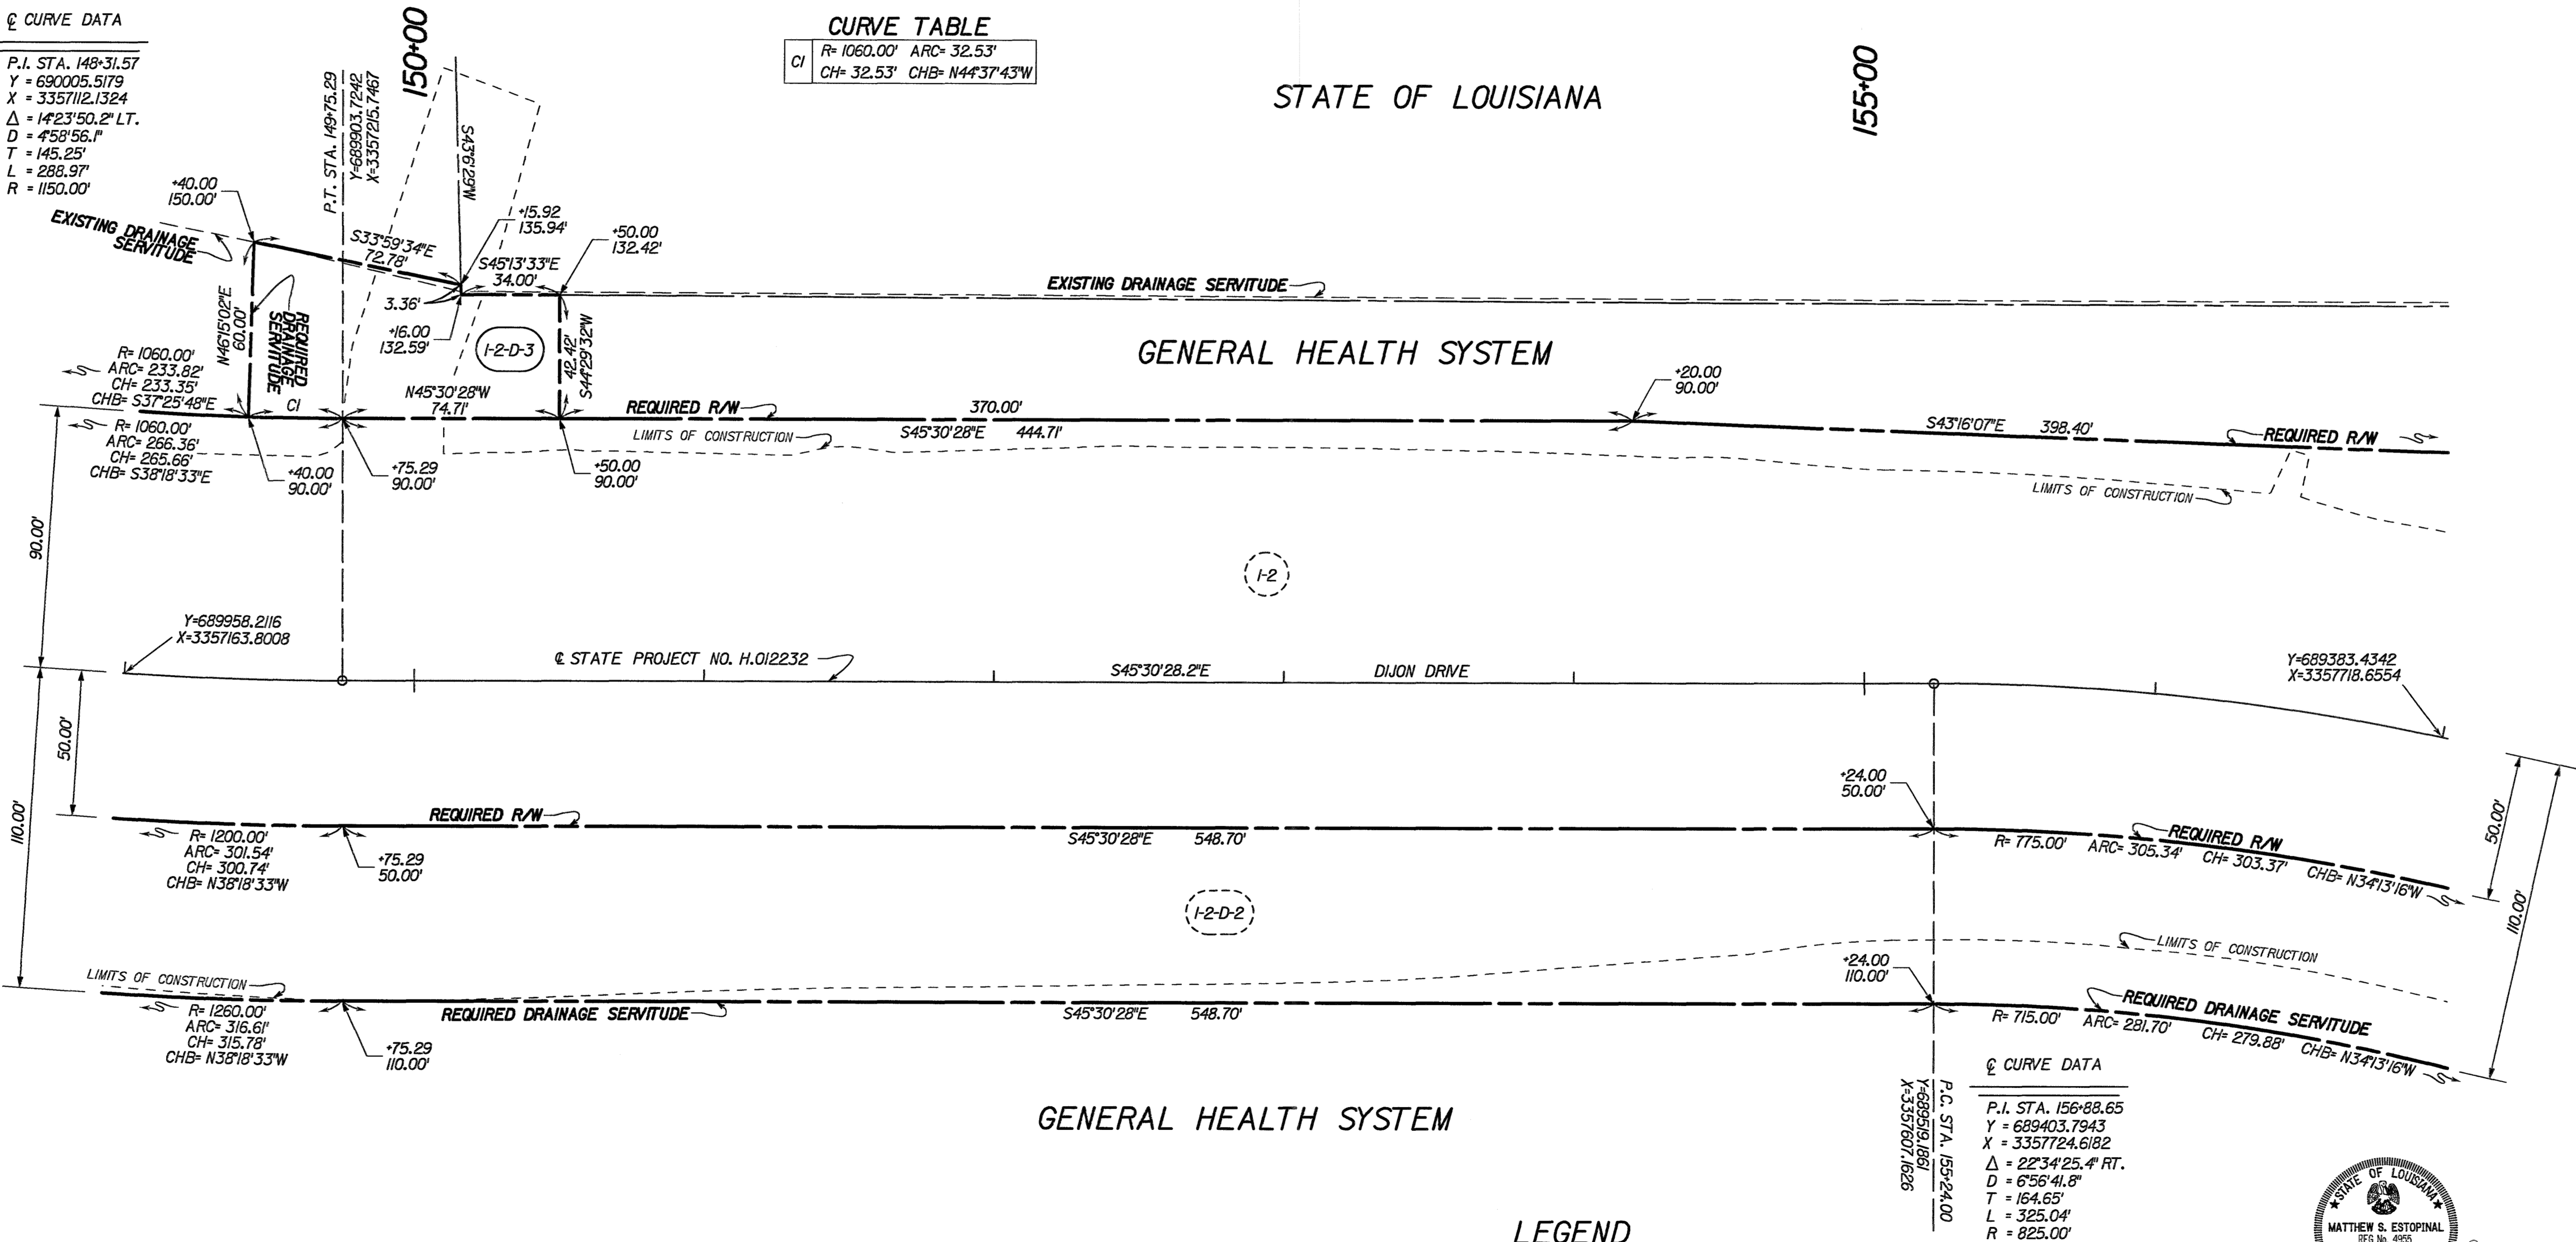 ℄ CURVE DATA
P.I. STA. 148+31.57
Y = 690005.5179
X = 3357112.1324
Δ = 14°23'50.2" LT.
D = 4°58'56.1"
T = 145.25'
L = 288.97'
R = 1150.00'
150+00
P.T. STA. 149+75.29
Y=689903.7242
X=3357215.7467
CURVE TABLE
C1 R= 1060.00' ARC= 32.53'
CH= 32.53' CHB= N44°37'43"W
STATE OF LOUISIANA
155+00
S43°6'29"W
+40.00
150.00'
EXISTING DRAINAGE
SERVITUDE
S33°59'34"E
72.78'
+15.92
135.94'
+50.00
132.42'
S45°13'33"E
34.00'
3.36'
+16.00
132.59'
1-2-D-3
EXISTING DRAINAGE SERVITUDE
GENERAL HEALTH SYSTEM
N46°15'02"E
60.00'
REQUIRED
DRAINAGE
SERVITUDE
42.42'
S44°29'32"W
R= 1060.00'
ARC= 233.82'
CH= 233.35'
CHB= S37°25'48"E
C1
N45°30'28"W
74.71'
REQUIRED R/W
370.00'
+20.00
90.00'
R= 1060.00'
ARC= 266.36'
CH= 265.66'
CHB= S38°18'33"E
LIMITS OF CONSTRUCTION
S45°30'28"E 444.71'
S43°16'07"E 398.40'
REQUIRED R/W
+40.00
90.00'
+75.29
90.00'
+50.00
90.00'
LIMITS OF CONSTRUCTION
90.00'
1-2
Y=689958.2116
X=3357163.8008
℄ STATE PROJECT NO. H.012232
S45°30'28.2"E
DIJON DRIVE
Y=689383.4342
X=3357718.6554
50.00'
110.00'
REQUIRED R/W
R= 1200.00'
ARC= 301.54'
CH= 300.74'
CHB= N38°18'33"W
+75.29
50.00'
S45°30'28"E 548.70'
+24.00
50.00'
REQUIRED R/W
R= 775.00' ARC= 305.34' CH= 303.37' CHB= N34°13'16"W
50.00'
110.00'
1-2-D-2
LIMITS OF CONSTRUCTION
LIMITS OF CONSTRUCTION
R= 1260.00'
ARC= 316.61'
CH= 315.78'
CHB= N38°18'33"W
+75.29
110.00'
REQUIRED DRAINAGE SERVITUDE
S45°30'28"E 548.70'
+24.00
110.00'
REQUIRED DRAINAGE SERVITUDE
R= 715.00' ARC= 281.70' CH= 279.88' CHB= N34°13'16"W
GENERAL HEALTH SYSTEM
P.C. STA. 155+24.00
Y=689519.1861
X=3357607.1626
℄ CURVE DATA
P.I. STA. 156+88.65
Y = 689403.7943
X = 3357724.6182
Δ = 22°34'25.4" RT.
D = 6°56'41.8"
T = 164.65'
L = 325.04'
R = 825.00'
LEGEND
STATE OF LOUISIANA
MATTHEW S. ESTOPINAL
REG. No. 4955